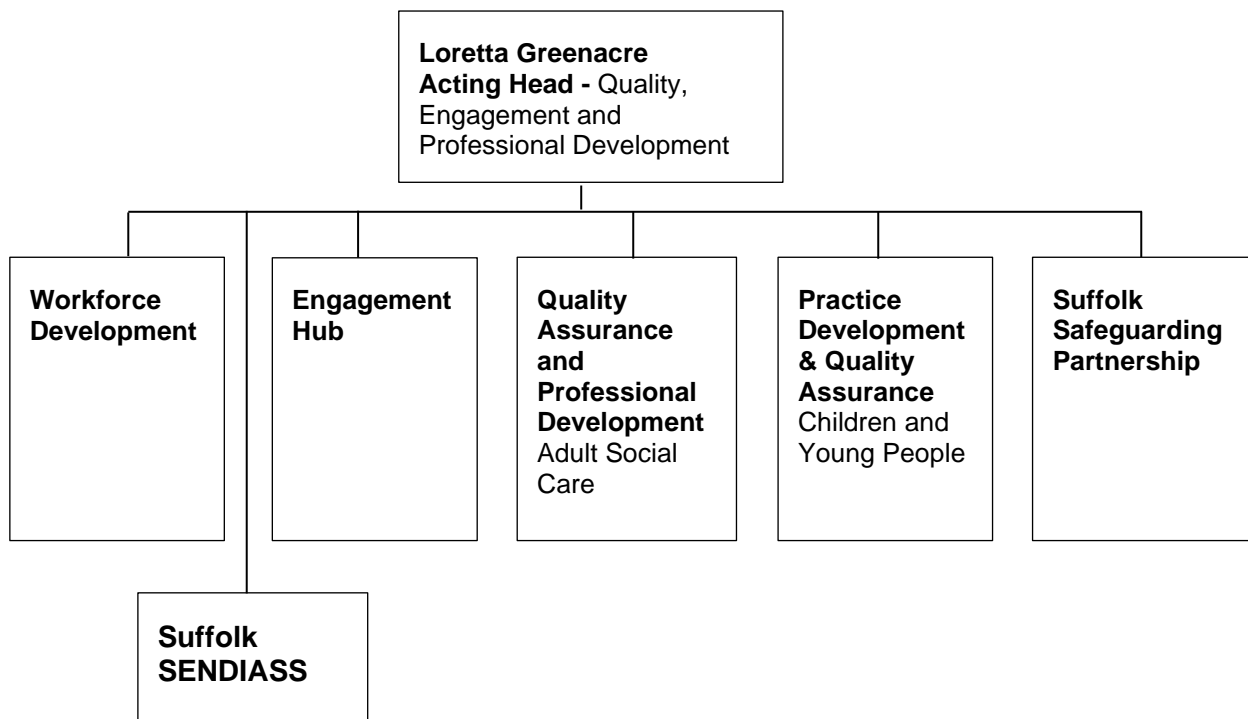 Loretta Greenacre
Acting Head - Quality,
Engagement and
Professional Development
Workforce
Development
Engagement
Hub
Quality
Assurance
and
Professional
Development
Adult Social
Care
Practice
Development
& Quality
Assurance
Children and
Young People
Suffolk
Safeguarding
Partnership
Suffolk
SENDIASS